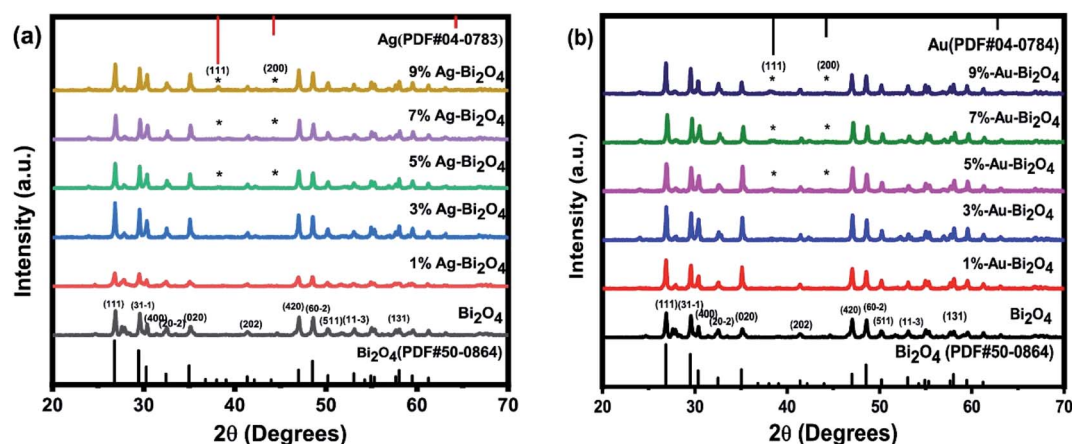 (a)
Ag(PDF#04-0783)
(111)
(200)
9% Ag-Bi₂O₄
*
*
7% Ag-Bi₂O₄
*
*
5% Ag-Bi₂O₄
*
*
3% Ag-Bi₂O₄
1% Ag-Bi₂O₄
(111)
(31-1)
(400)
(20-2)
(020)
(202)
(420)
(60-2)
(511)
(11-3)
(131)
Bi₂O₄
Bi₂O₄(PDF#50-0864)
Intensity (a.u.)
20 30 40 50 60 70
2θ (Degrees)
(b)
Au(PDF#04-0784)
(111)
(200)
9%-Au-Bi₂O₄
*
*
7%-Au-Bi₂O₄
*
*
5%-Au-Bi₂O₄
*
*
3%-Au-Bi₂O₄
1%-Au-Bi₂O₄
(111)
(31-1)
(400)
(20-2)
(020)
(202)
(420)
(60-2)
(511)
(11-3)
(131)
Bi₂O₄
Bi₂O₄ (PDF#50-0864)
Intensity (a.u.)
20 30 40 50 60 70
2θ (Degrees)